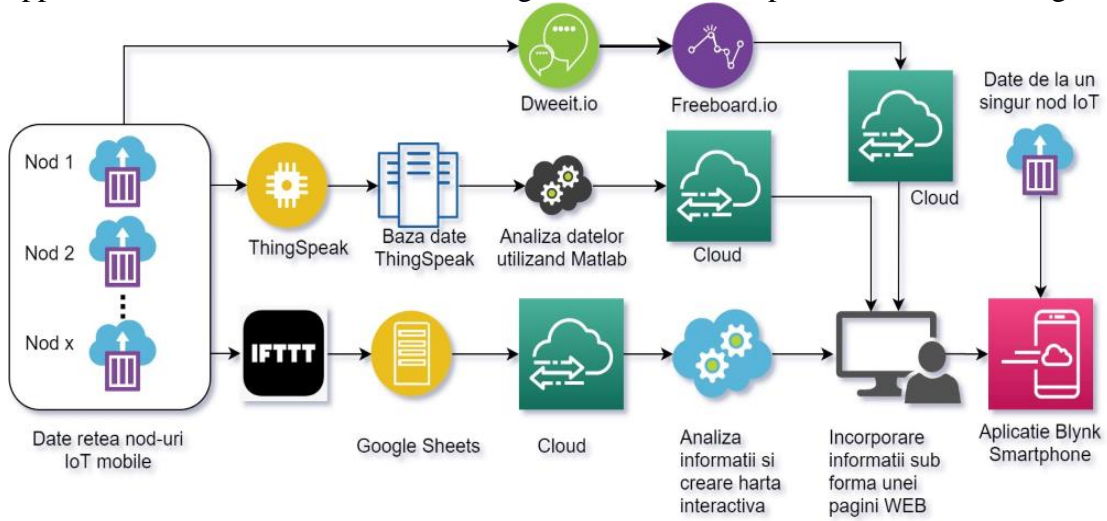 Dweeit.io
Freeboard.io
Date de la un
singur nod IoT
Cloud
Nod 1
Nod 2
Nod x
ThingSpeak
Baza date
ThingSpeak
Analiza datelor
utilizand Matlab
Cloud
IFTTT
Date retea nod-uri
IoT mobile
Google Sheets
Cloud
Analiza
informatii si
creare harta
interactiva
Incorporare
informatii sub
forma unei
pagini WEB
Aplicatie Blynk
Smartphone